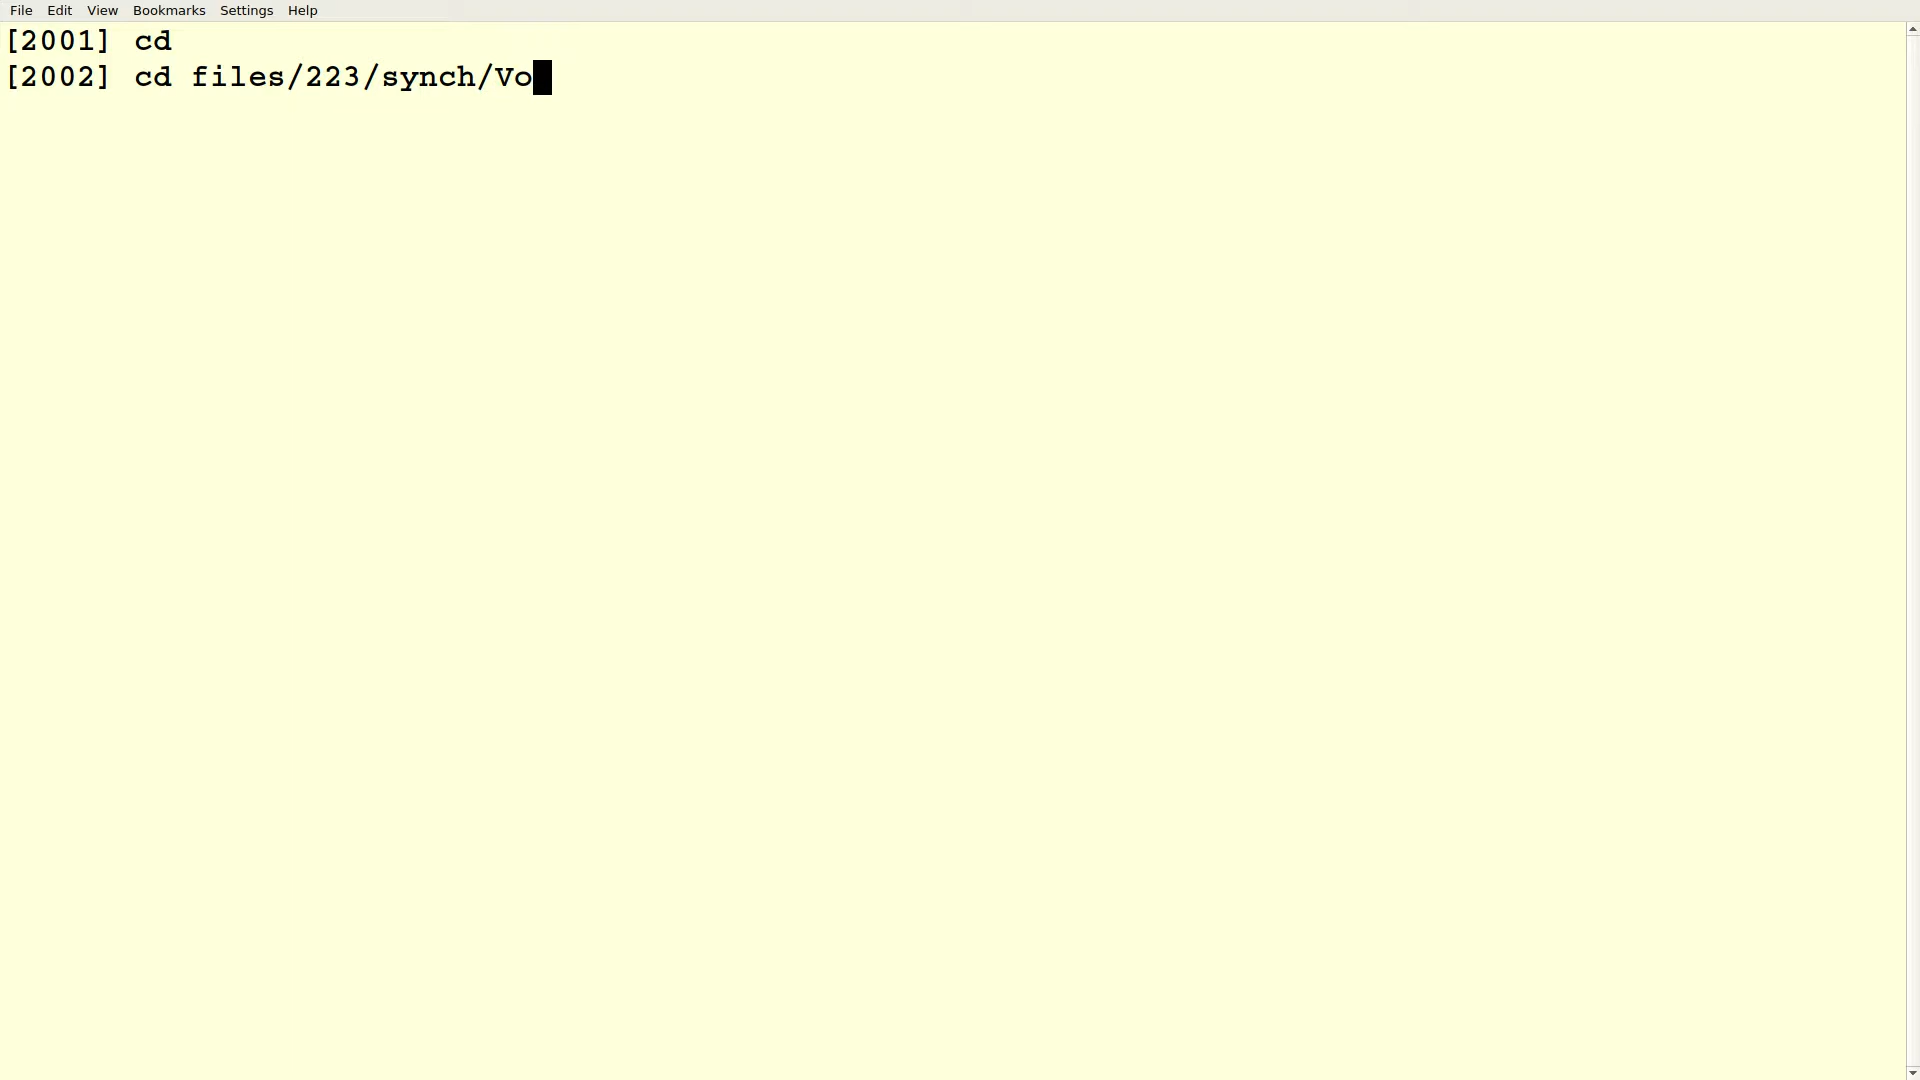 File Edit View Bookmarks Settings Help
[2001] cd
[2002] cd files/223/synch/Vo